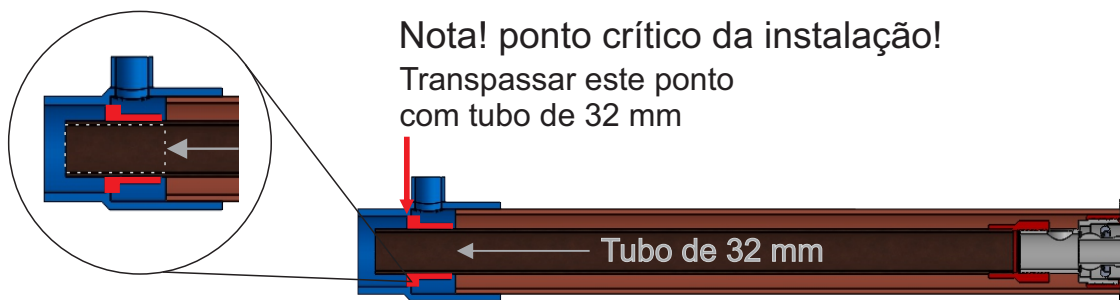 Nota! ponto crítico da instalação!
Transpassar este ponto
com tubo de 32 mm
Tubo de 32 mm